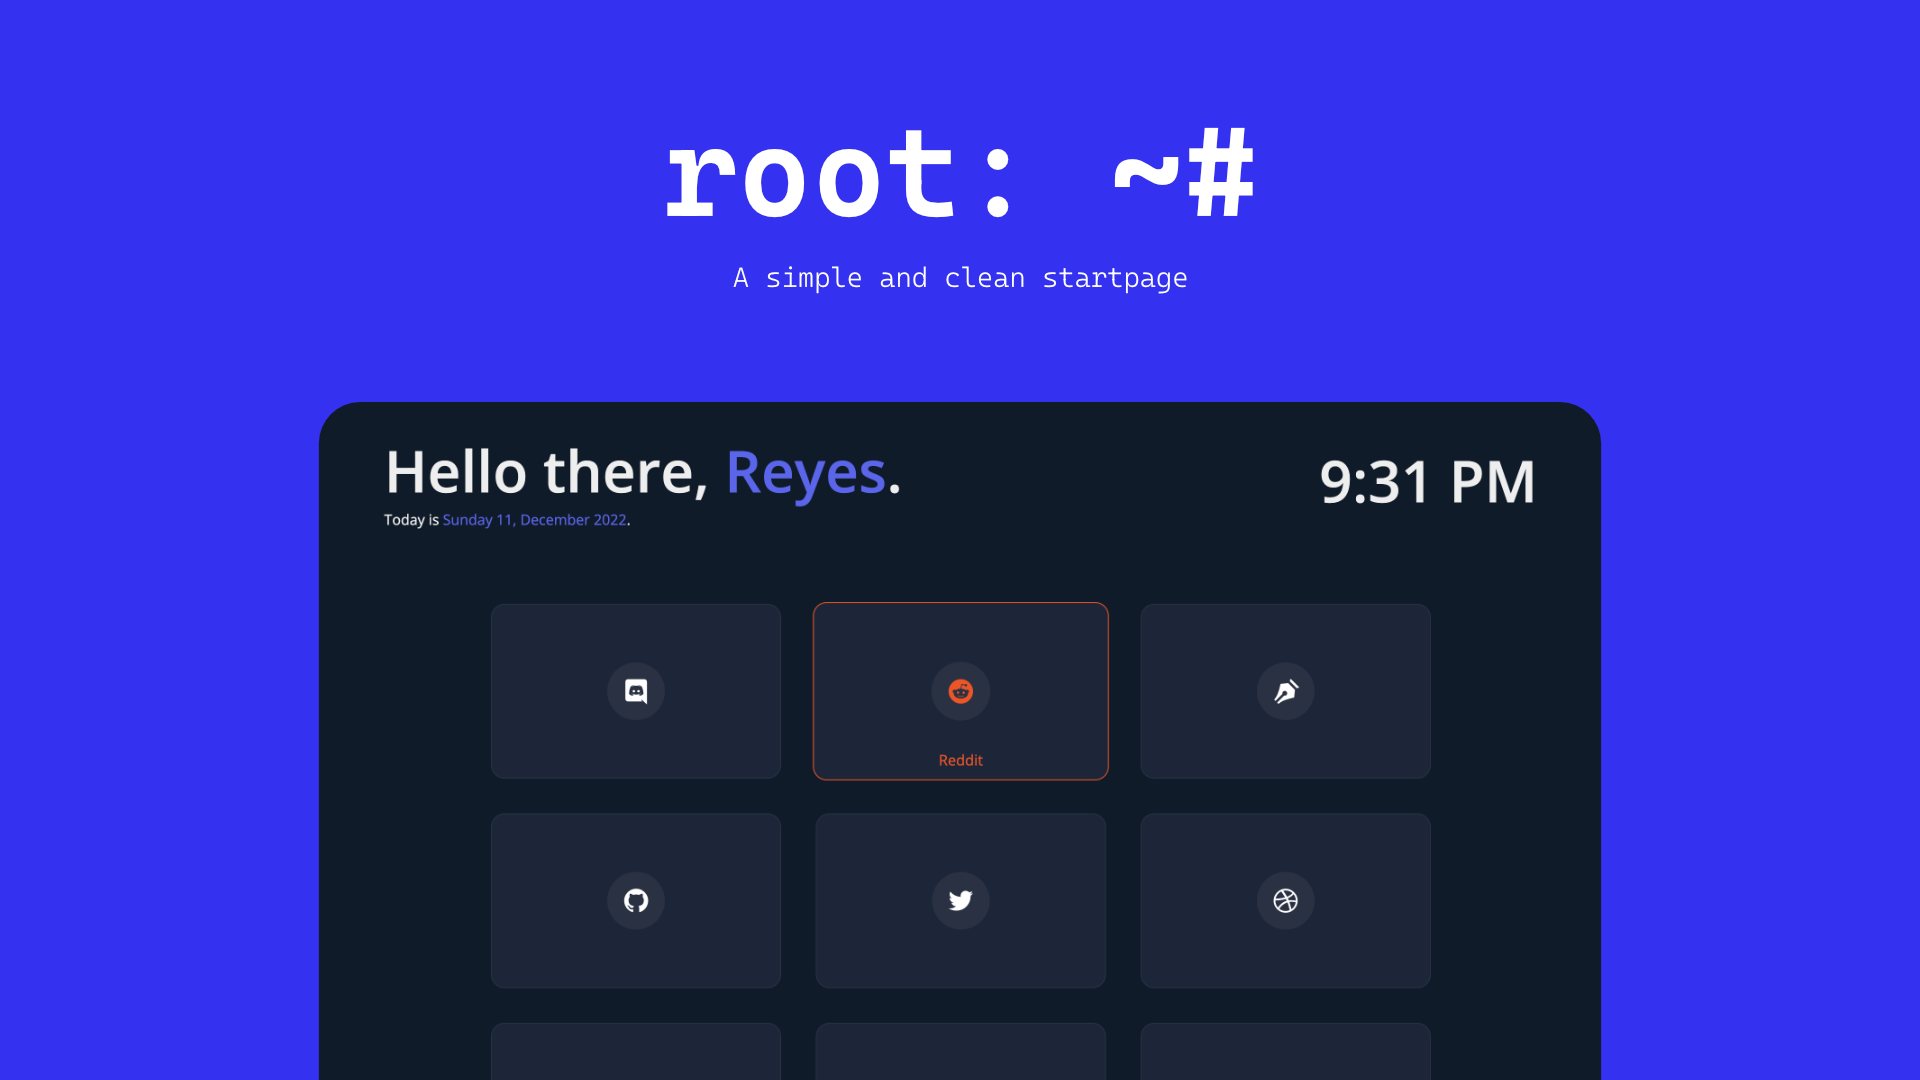 root: ~#
A simple and clean startpage
Hello there, Reyes.
9:31 PM
Today is Sunday 11, December 2022.
Reddit